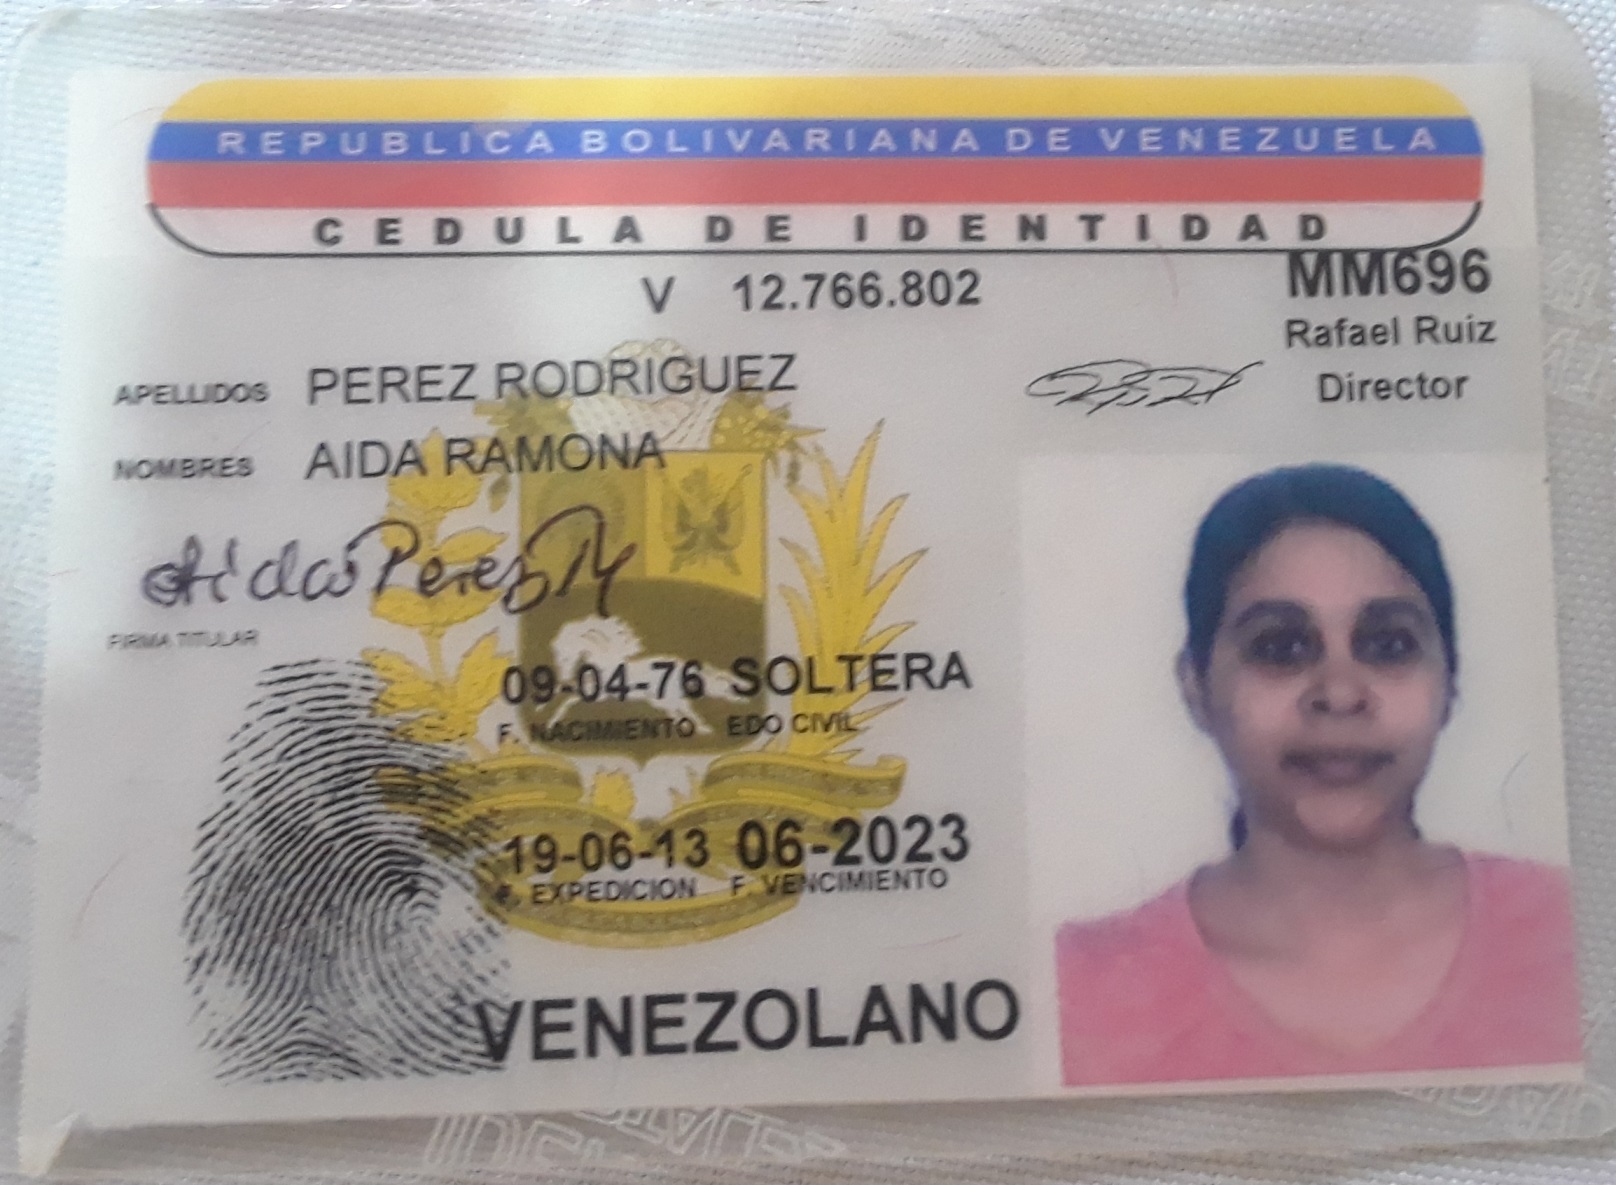 REPUBLICA BOLIVARIANA DE VENEZUELA
CEDULA DE IDENTIDAD
V 12.766.802
MM696
Rafael Ruiz
Director
APELLIDOS PEREZ RODRIGUEZ
NOMBRES AIDA RAMONA
Aida Perez R
FIRMA TITULAR
09-04-76 SOLTERA
F. NACIMIENTO EDO CIVIL
19-06-13 06-2023
F. EXPEDICION F. VENCIMIENTO
VENEZOLANO